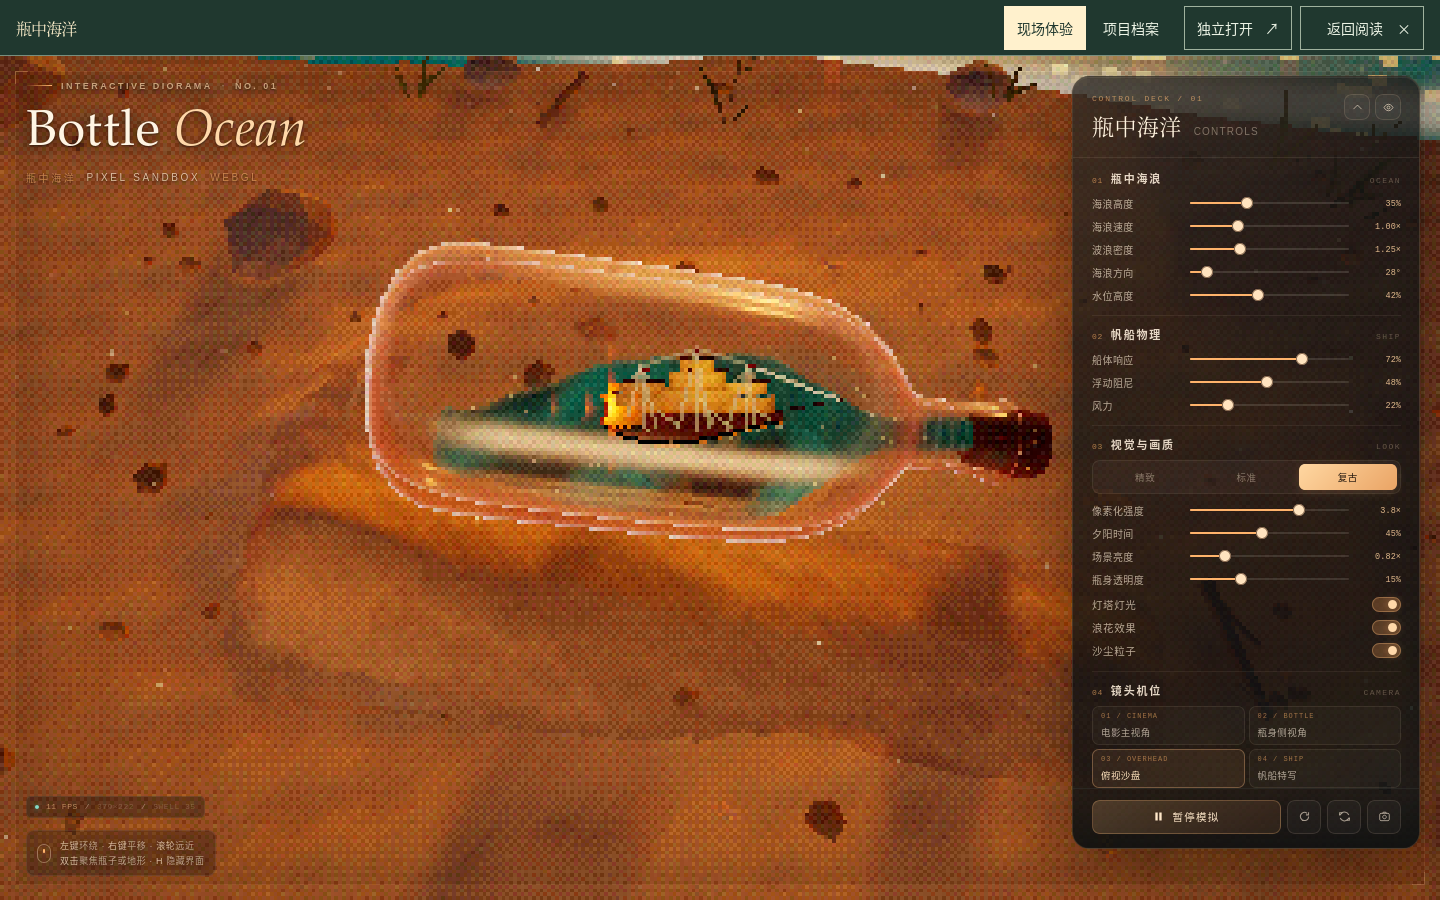 瓶中海洋
现场体验
项目档案
独立打开 ↗
返回阅读 ×
INTERACTIVE DIORAMA · NO. 01
Bottle Ocean
瓶中海洋 · PIXEL SANDBOX · WEBGL
CONTROL DECK / 01
瓶中海洋 CONTROLS
01 瓶中海浪 OCEAN
海浪高度 35%
海浪速度 1.00×
波浪密度 1.25×
海浪方向 28°
水位高度 42%
02 帆船物理 SHIP
船体响应 72%
浮动阻尼 48%
风力 22%
03 视觉与画质 LOOK
精致 标准 复古
像素化强度 3.8×
夕阳时间 45%
场景亮度 0.82×
瓶身透明度 15%
灯塔灯光
浪花效果
沙尘粒子
04 镜头机位 CAMERA
01 / CINEMA
电影主视角
02 / BOTTLE
瓶身侧视角
03 / OVERHEAD
俯视沙盘
04 / SHIP
帆船特写
暂停模拟
11 FPS /
左键环绕 · 右键平移 · 滚轮远近
双击聚焦瓶子或地形 · H 隐藏界面